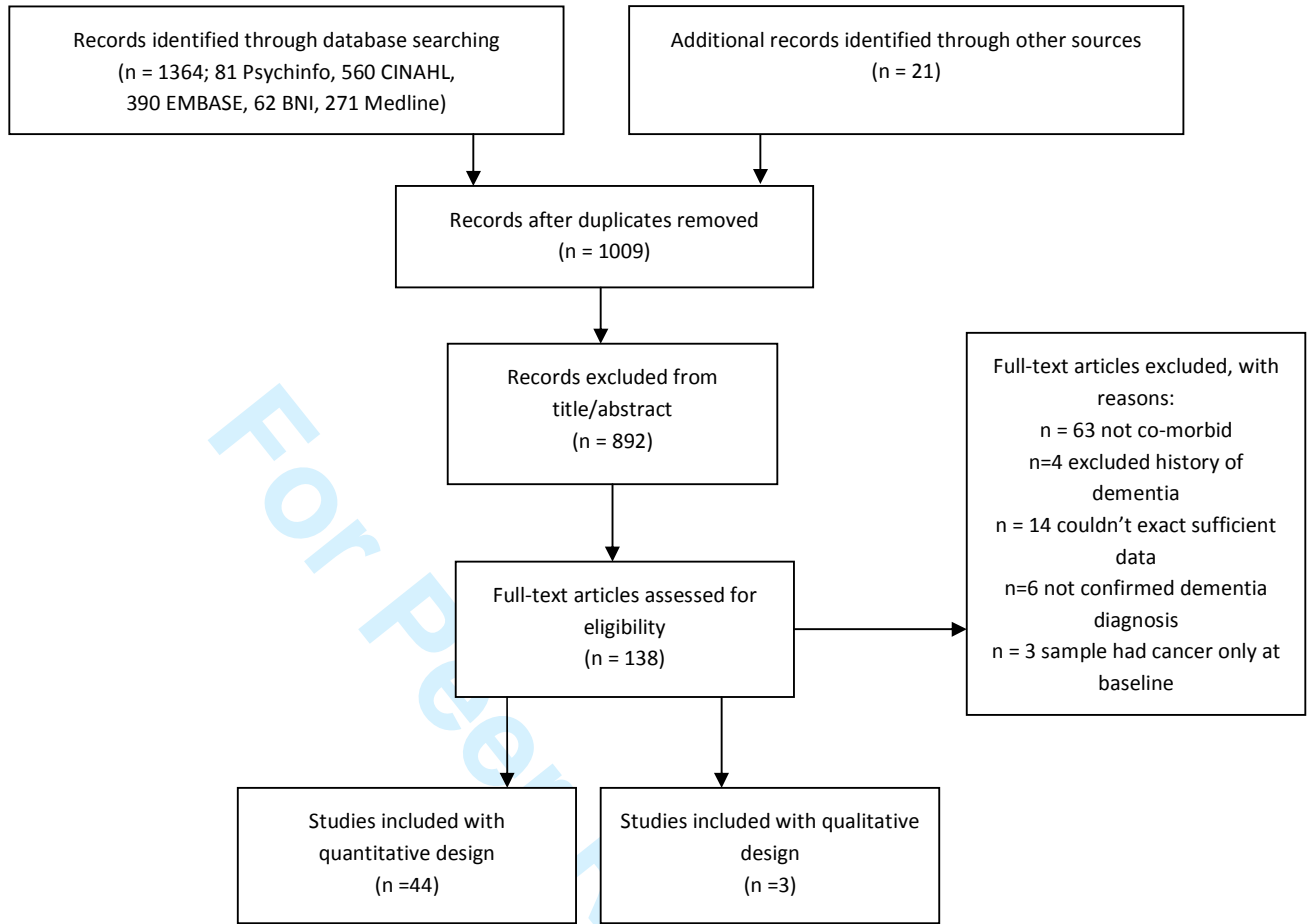 Records identified through database searching
(n = 1364; 81 Psychinfo, 560 CINAHL,
390 EMBASE, 62 BNI, 271 Medline)
Additional records identified through other sources
(n = 21)
Records after duplicates removed
(n = 1009)
Records excluded from
title/abstract
(n = 892)
Full-text articles assessed for
eligibility
(n = 138)
Full-text articles excluded, with
reasons:
n = 63 not co-morbid
n=4 excluded history of
dementia
n = 14 couldn't exact sufficient
data
n=6 not confirmed dementia
diagnosis
n = 3 sample had cancer only at
baseline
Studies included with
quantitative design
(n =44)
Studies included with qualitative
design
(n =3)
For Peer